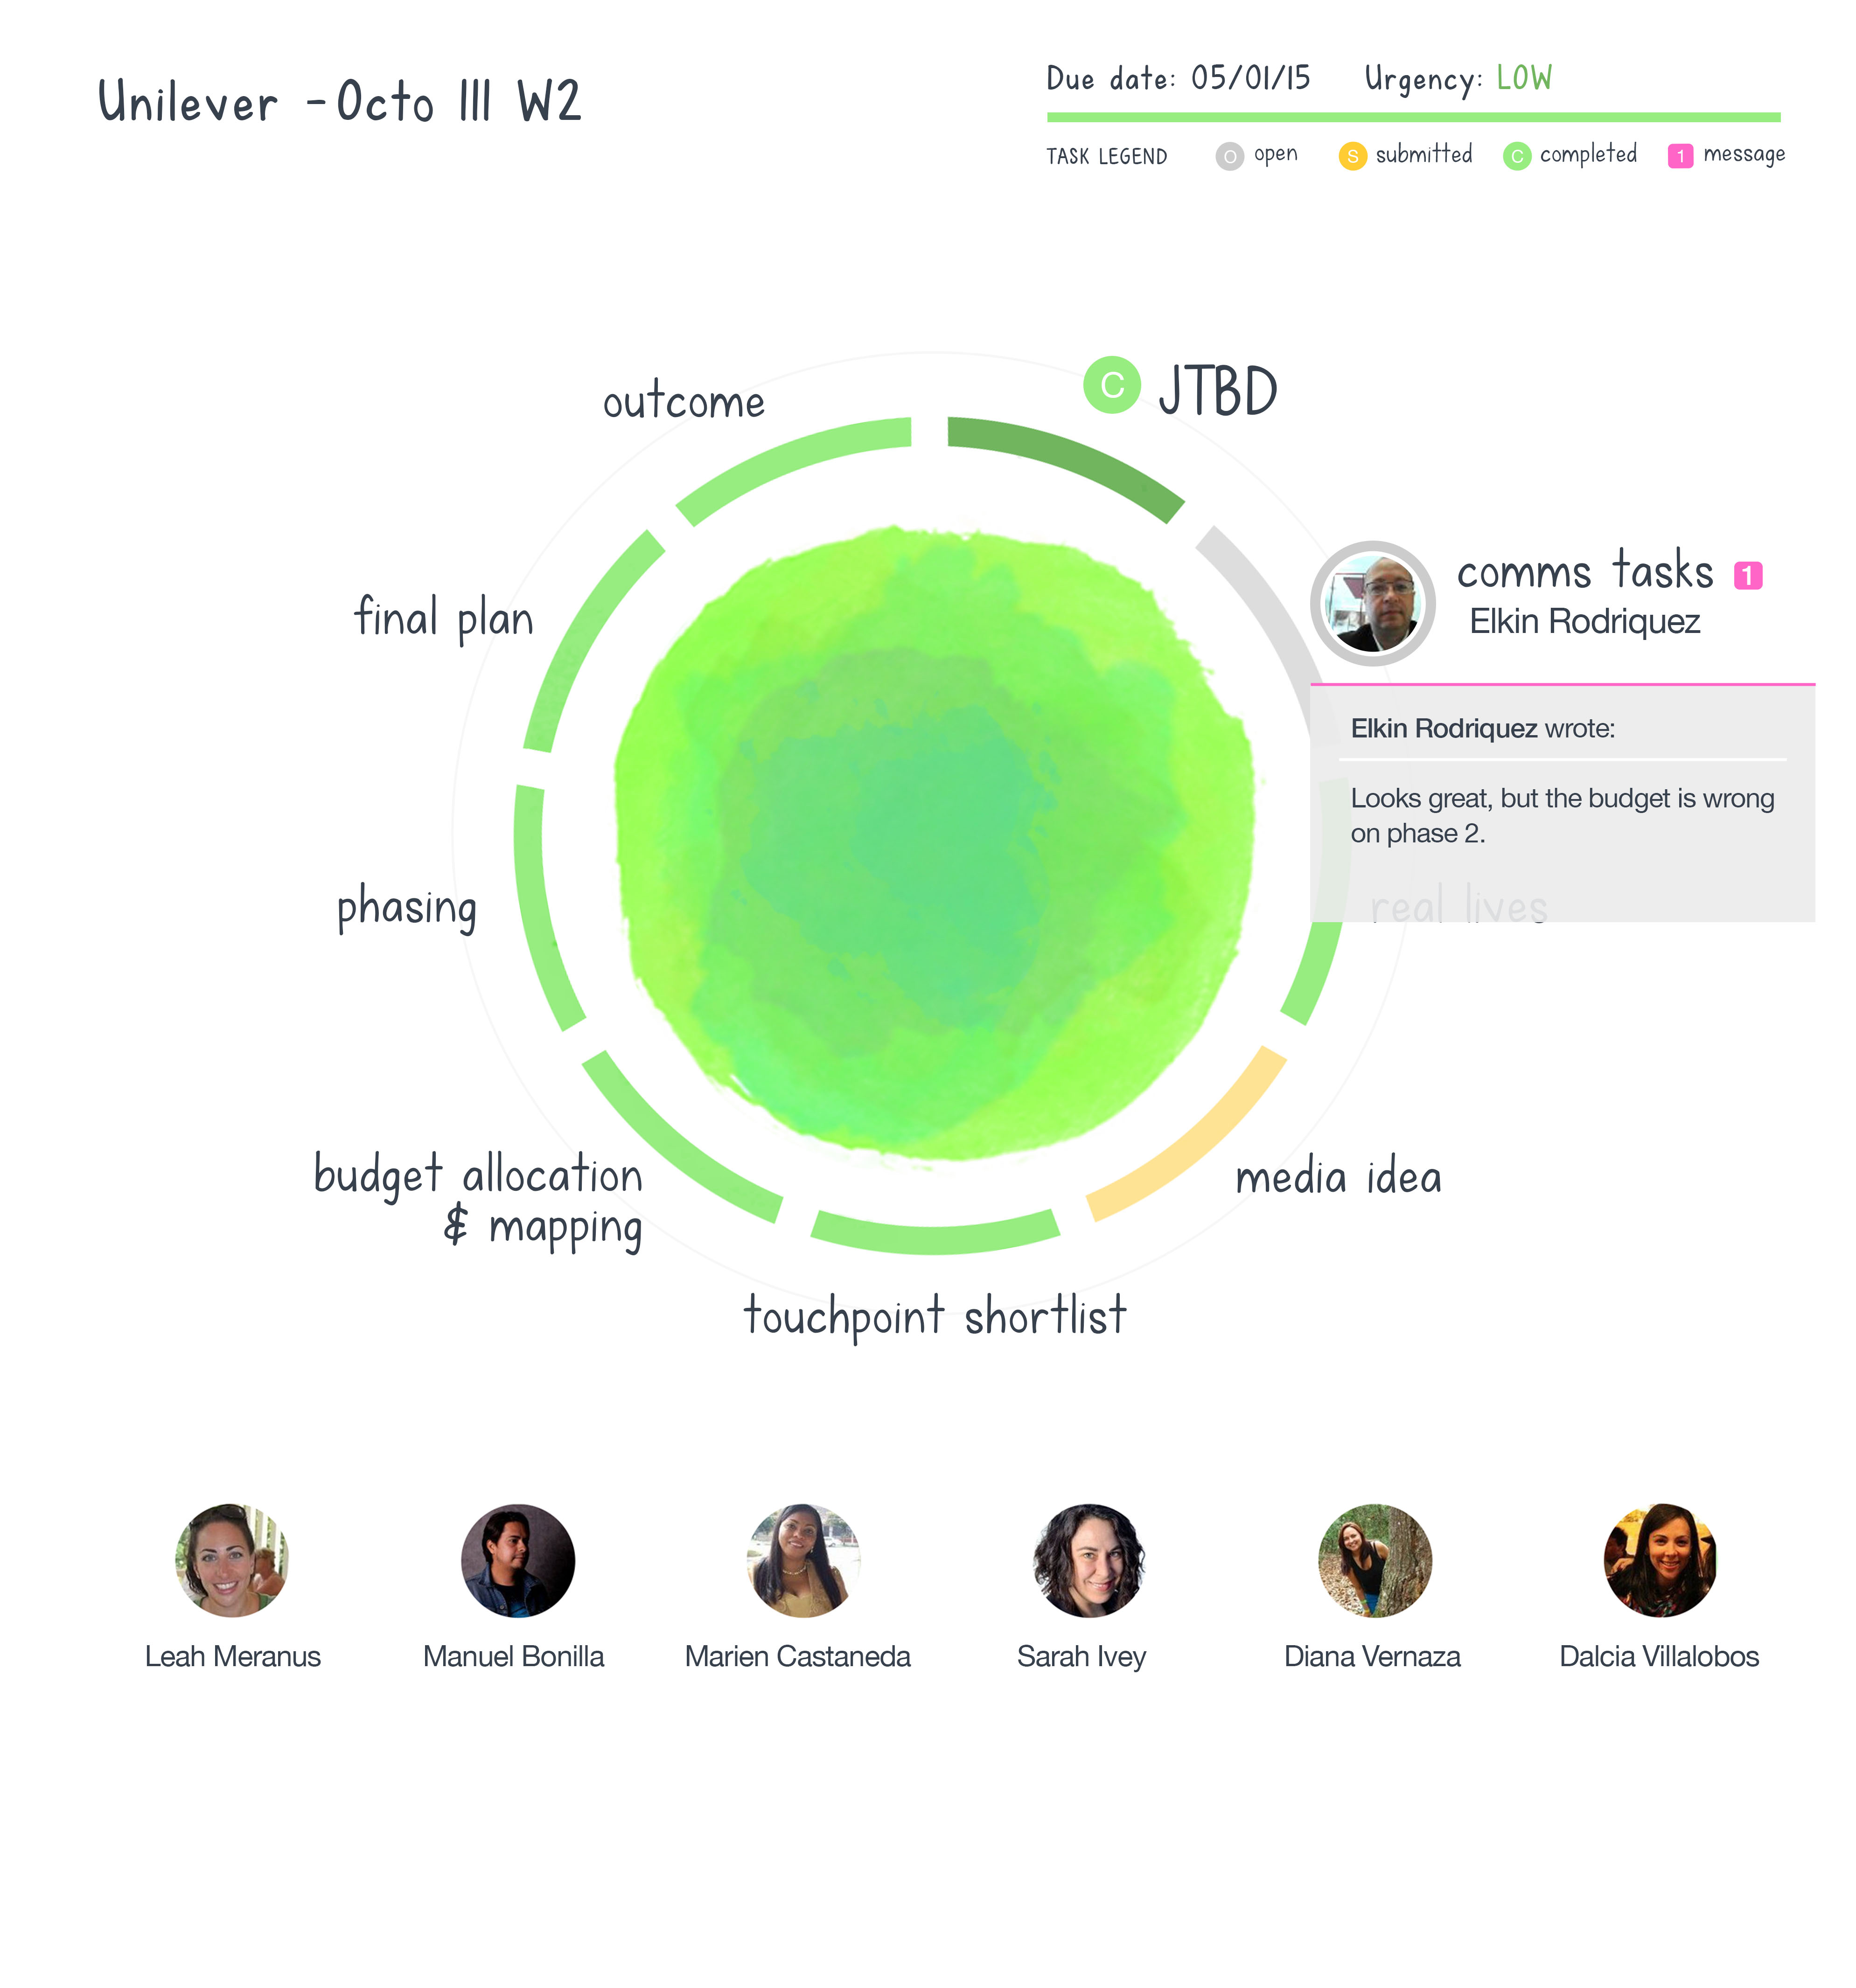 Unilever - Octo III W2
Due date: 05/01/15 Urgency: LOW
TASK LEGEND O open S submitted C completed 1 message
outcome
C JTBD
comms tasks 1
Elkin Rodriquez
final plan
Elkin Rodriquez wrote:
Looks great, but the budget is wrong
on phase 2.
phasing
real lives
budget allocation
& mapping
media idea
touchpoint shortlist
Leah Meranus
Manuel Bonilla
Marien Castaneda
Sarah Ivey
Diana Vernaza
Dalcia Villalobos